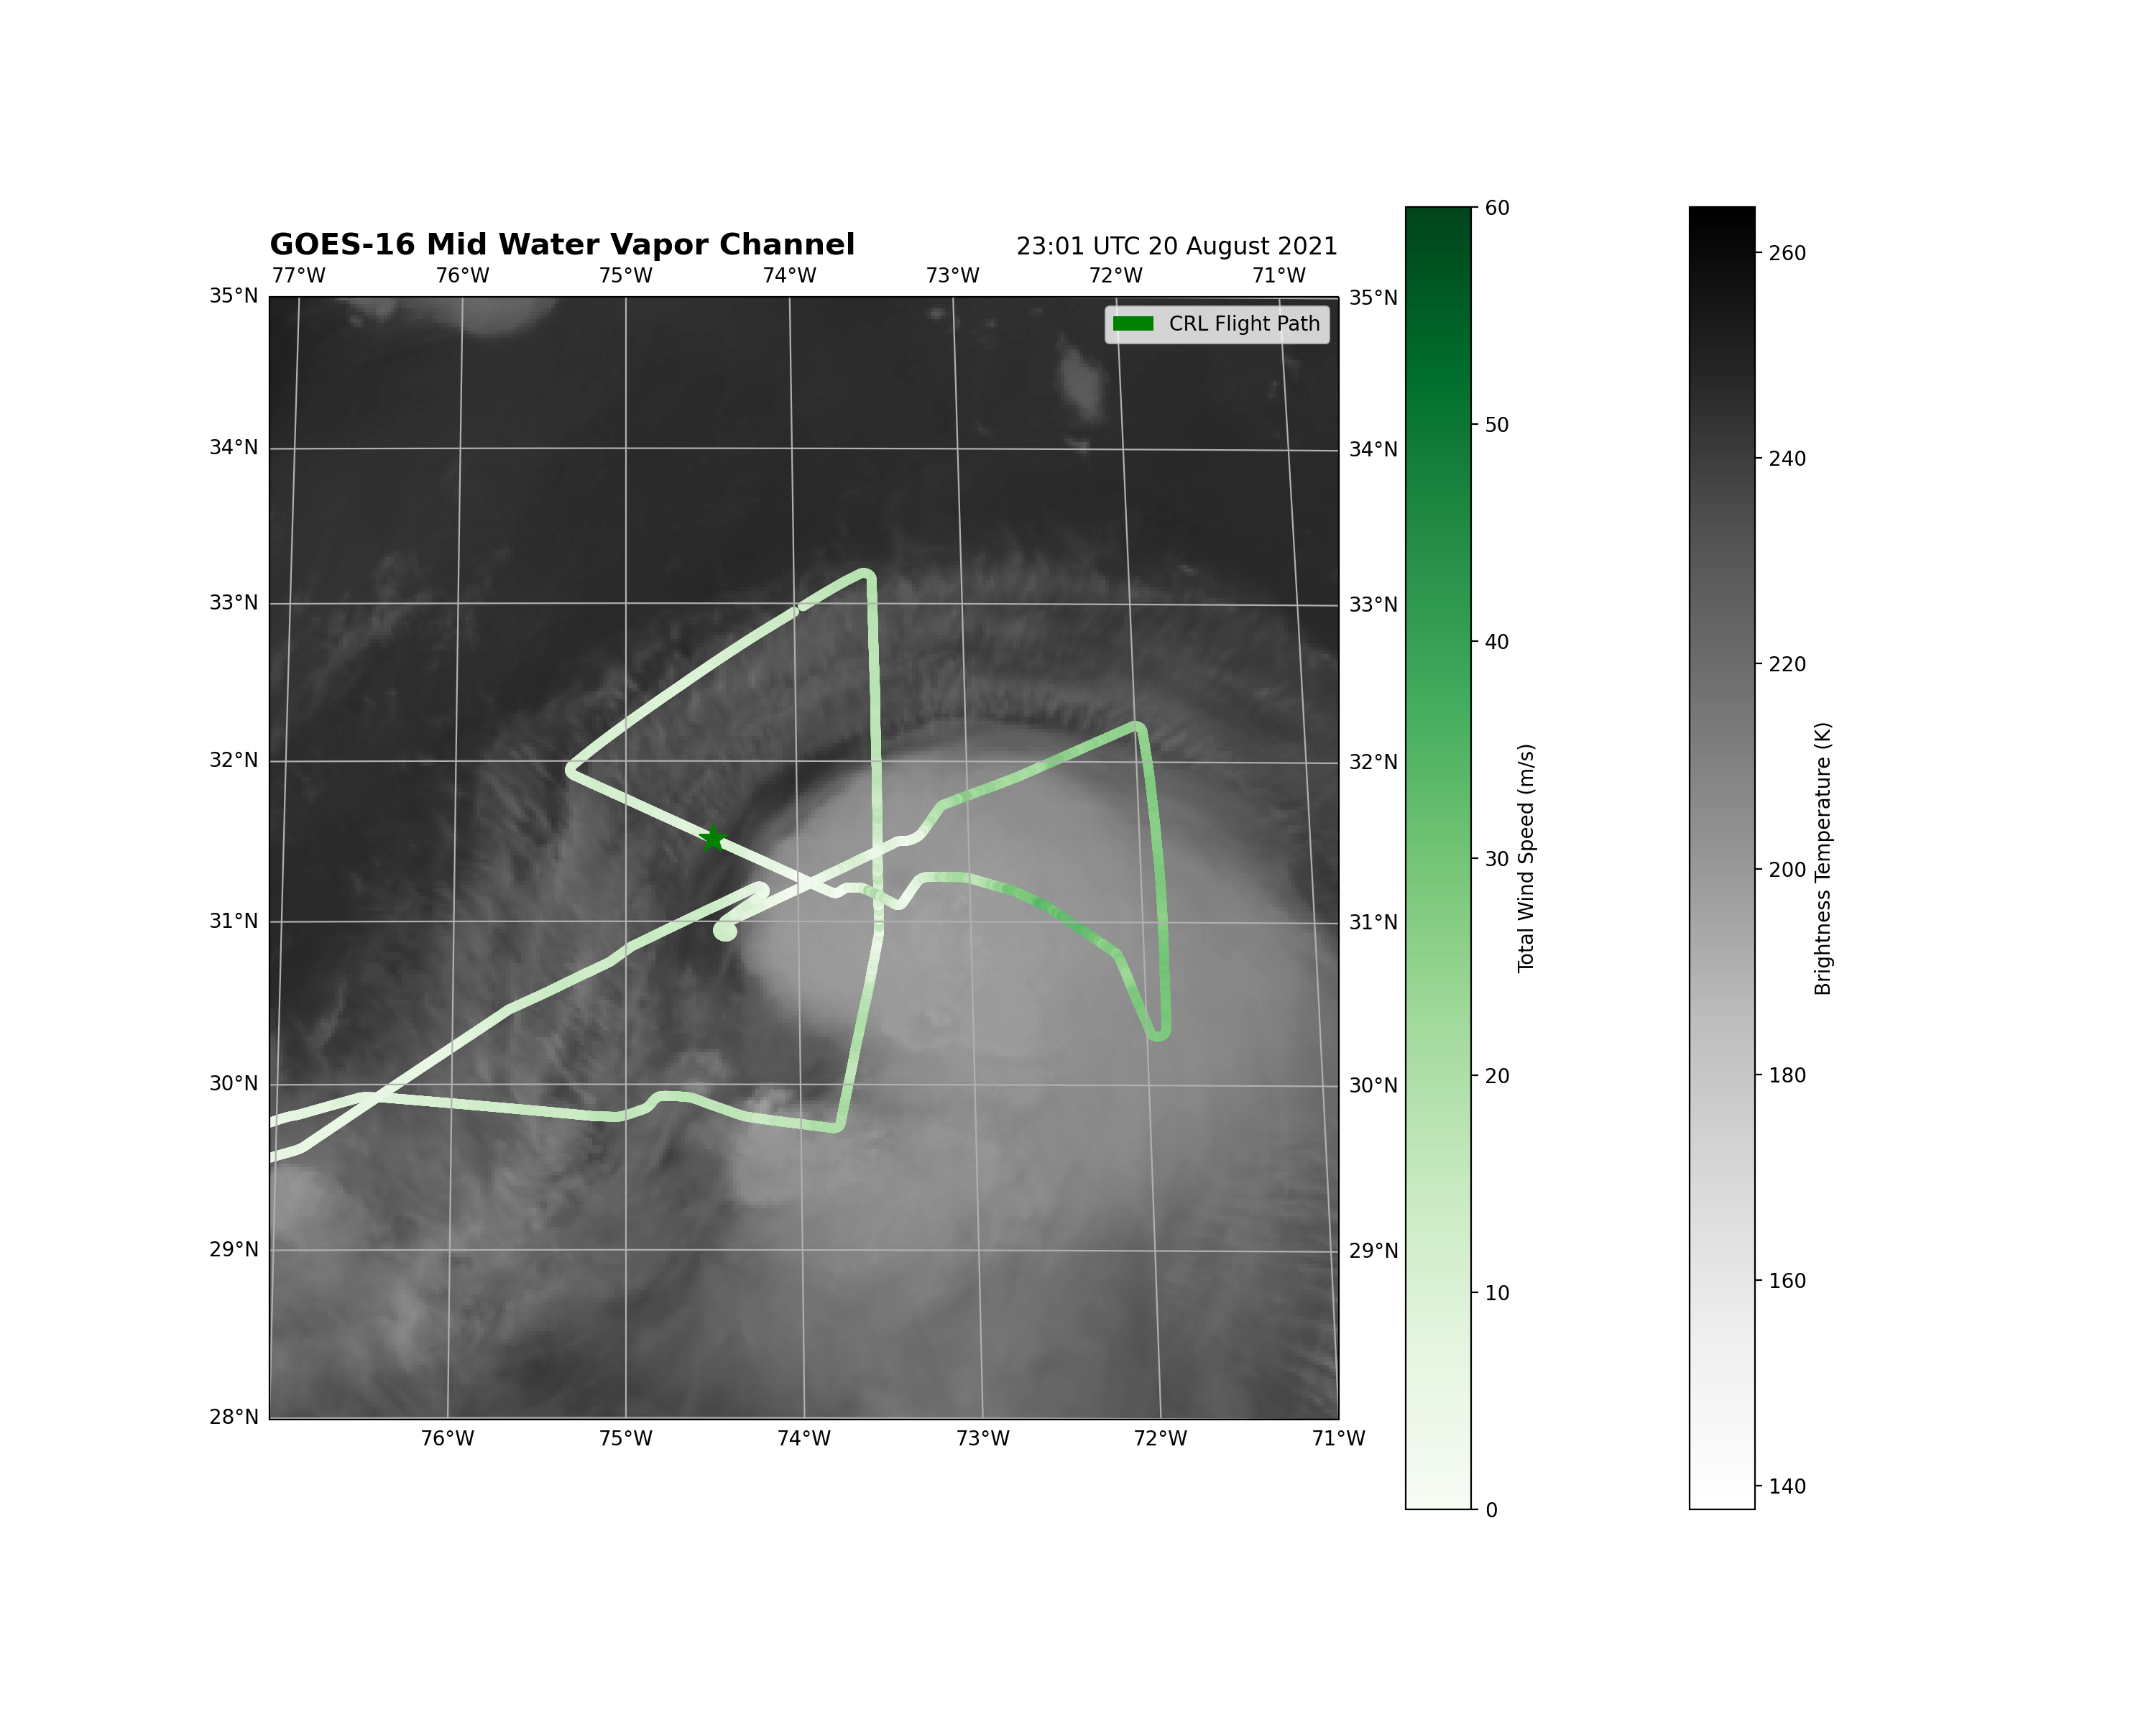 GOES-16 Mid Water Vapor Channel
23:01 UTC 20 August 2021
77°W 76°W 75°W 74°W 73°W 72°W 71°W
CRL Flight Path
35°N 35°N
34°N 34°N
33°N 33°N
32°N 32°N
31°N 31°N
30°N 30°N
29°N 29°N
28°N
76°W 75°W 74°W 73°W 72°W 71°W
60
50
40
30
20
10
0
Total Wind Speed (m/s)
260
240
220
200
180
160
140
Brightness Temperature (K)